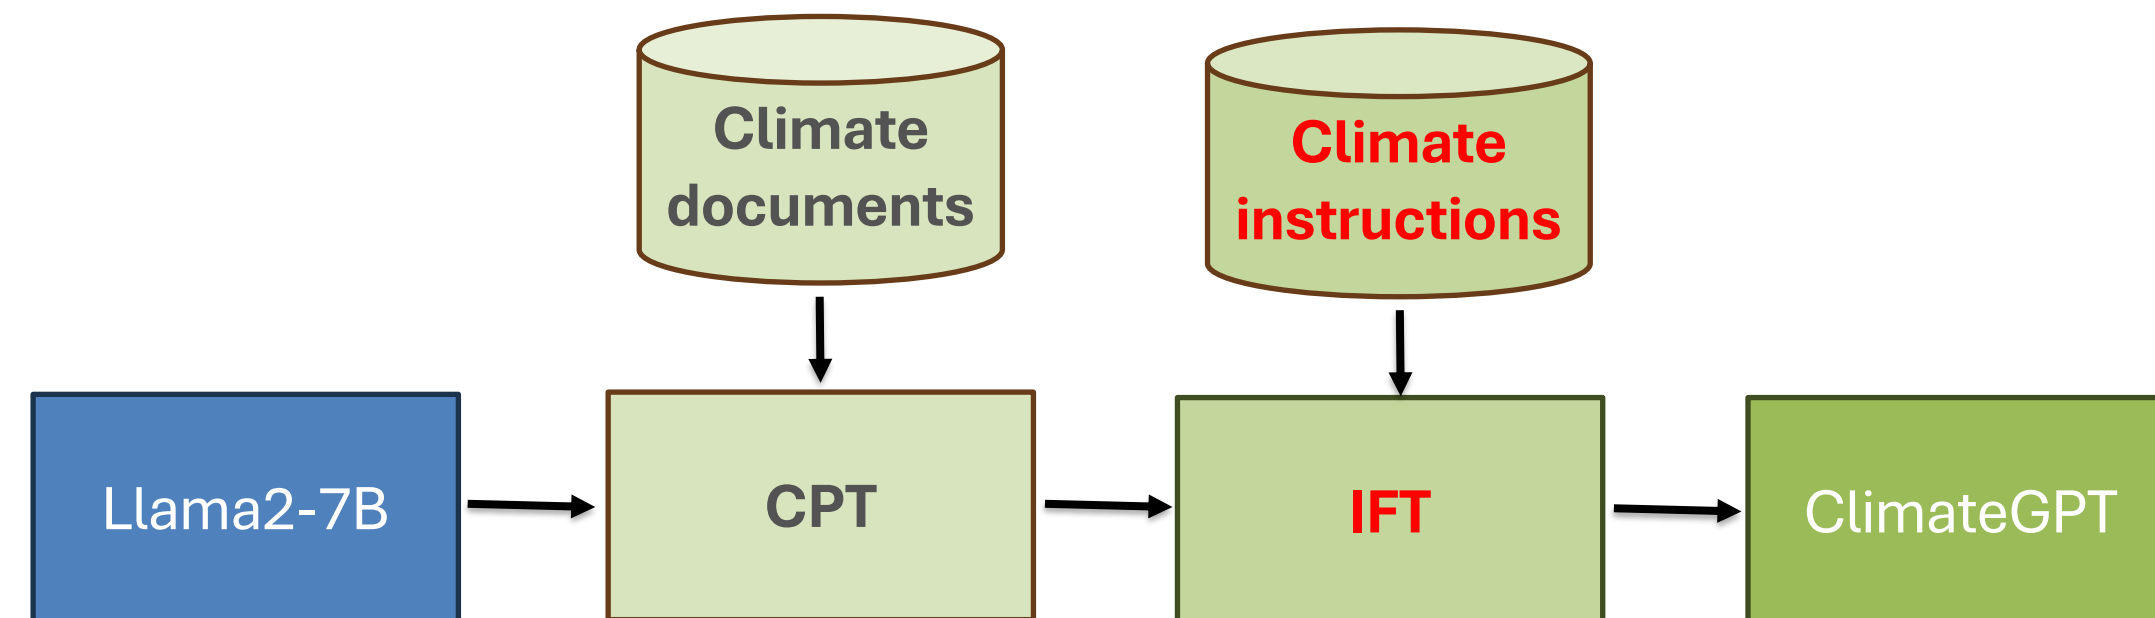 Climate
documents
Climate
instructions
Llama2-7B
CPT
IFT
ClimateGPT